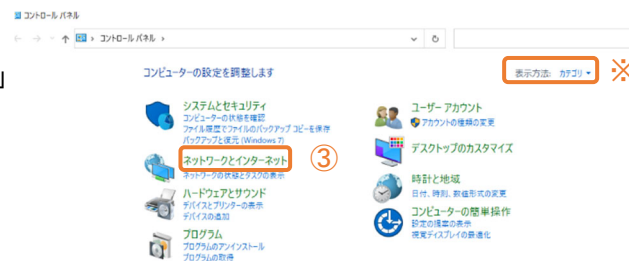 コントロール パネル
コントロール パネル
」
コンピューターの設定を調整します
表示方法: カテゴリ
※
システムとセキュリティ
コンピューターの状態を確認
ファイル履歴でファイルのバックアップ コピーを保存
バックアップと復元 (Windows 7)
ネットワークとインターネット
③
ネットワークの状態とタスクの表示
ハードウェアとサウンド
デバイスとプリンターの表示
デバイスの追加
プログラム
プログラムのアンインストール
プログラムの取得
ユーザー アカウント
アカウントの種類の変更
デスクトップのカスタマイズ
時計と地域
日付、時刻、数値形式の変更
コンピューターの簡単操作
設定の提案の表示
視覚ディスプレイの最適化